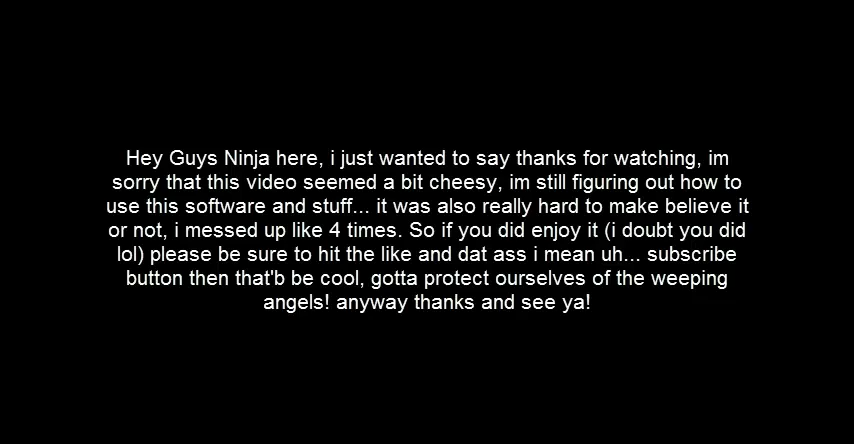 Hey Guys Ninja here, i just wanted to say thanks for watching, im
sorry that this video seemed a bit cheesy, im still figuring out how to
use this software and stuff... it was also really hard to make believe it
or not, i messed up like 4 times. So if you did enjoy it (i doubt you did
lol) please be sure to hit the like and dat ass i mean uh... subscribe
button then that'b be cool, gotta protect ourselves of the weeping
angels! anyway thanks and see ya!